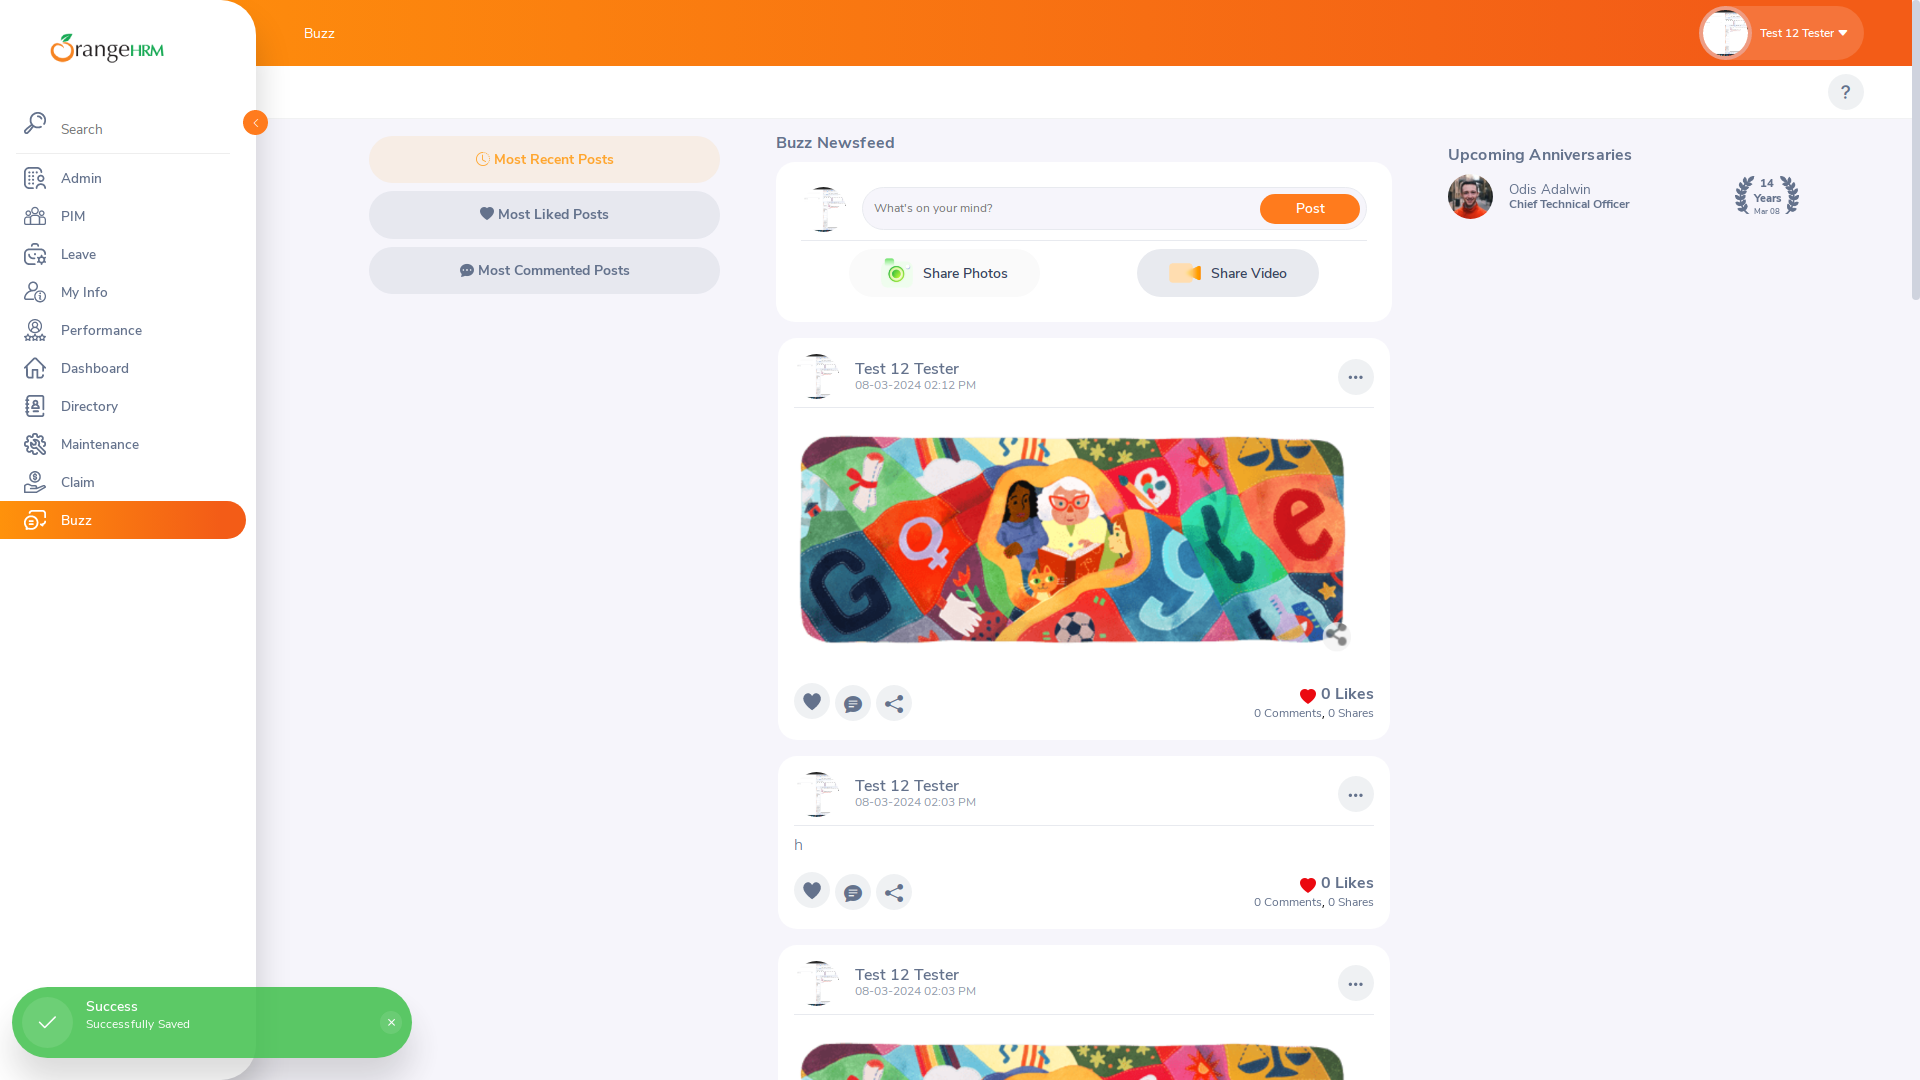 OrangeHRM
Search
Admin
PIM
Leave
My Info
Performance
Dashboard
Directory
Maintenance
Claim
Buzz
Buzz
Test 12 Tester
?
Most Recent Posts
Most Liked Posts
Most Commented Posts
Buzz Newsfeed
What's on your mind?
Post
Share Photos
Share Video
Test 12 Tester
08-03-2024 02:12 PM
0 Likes
0 Comments, 0 Shares
Test 12 Tester
08-03-2024 02:03 PM
h
0 Likes
0 Comments, 0 Shares
Test 12 Tester
08-03-2024 02:03 PM
Upcoming Anniversaries
Odis Adalwin
Chief Technical Officer
14
Years
Mar 08
Success
Successfully Saved